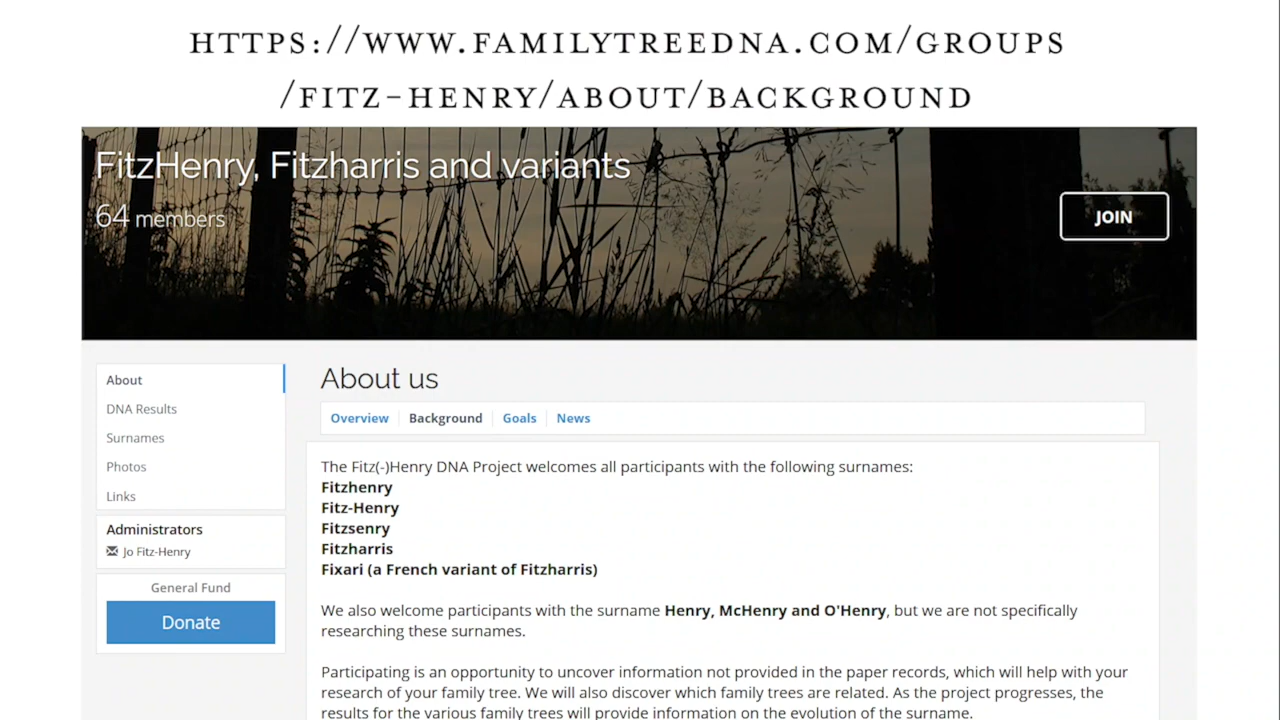 HTTPS://WWW.FAMILYTREEDNA.COM/GROUPS
/FITZ-HENRY/ABOUT/BACKGROUND
FitzHenry, Fitzharris and variants
64 members
JOIN
About
DNA Results
Surnames
Photos
Links
Administrators
Jo Fitz-Henry
General Fund
Donate
About us
Overview Background Goals News
The Fitz(-)Henry DNA Project welcomes all participants with the following surnames:
Fitzhenry
Fitz-Henry
Fitzsenry
Fitzharris
Fixari (a French variant of Fitzharris)
We also welcome participants with the surname Henry, McHenry and O'Henry, but we are not specifically
researching these surnames.
Participating is an opportunity to uncover information not provided in the paper records, which will help with your
research of your family tree. We will also discover which family trees are related. As the project progresses, the
results for the various family trees will provide information on the evolution of the surname.